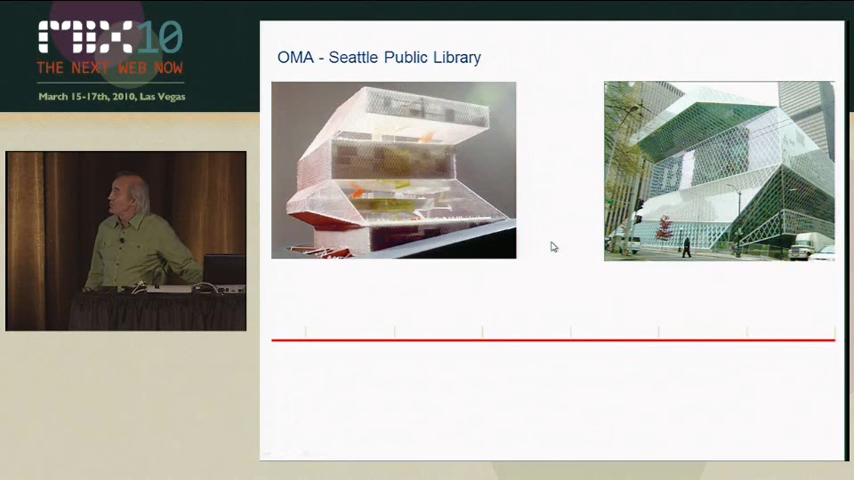 MIX10
THE NEXT WEB NOW
March 15-17th, 2010, Las Vegas
OMA - Seattle Public Library